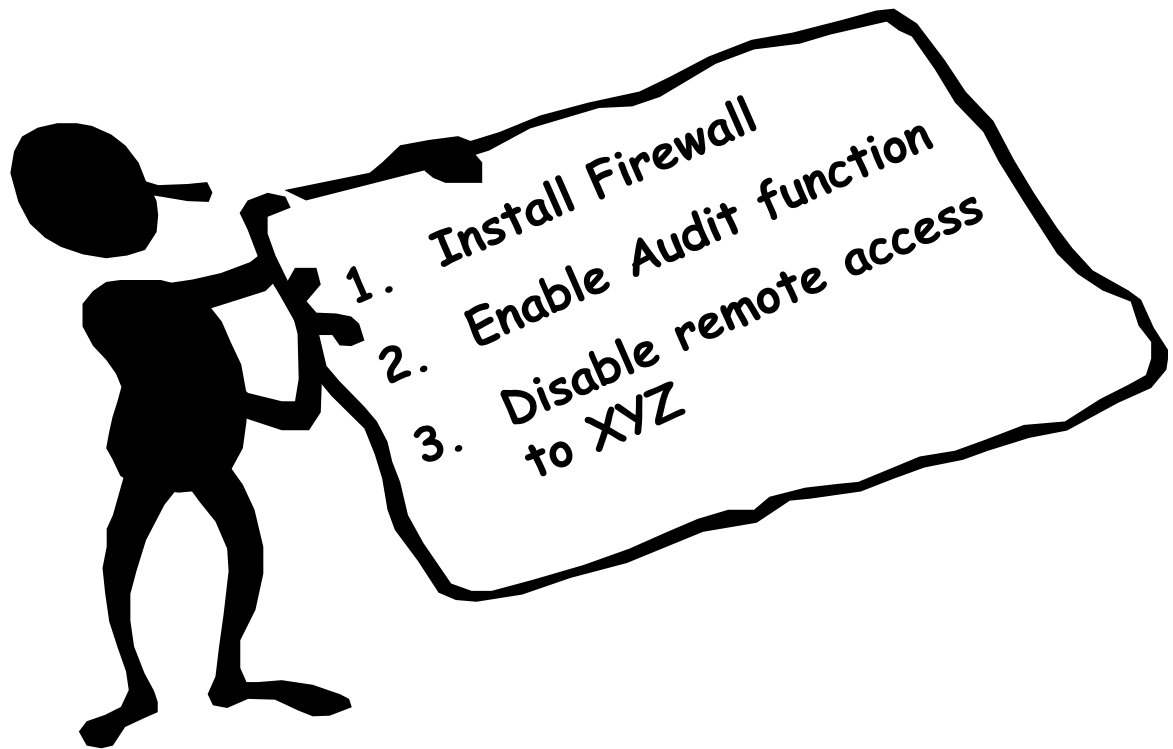 1. Install Firewall
2. Enable Audit function
3. Disable remote access
to XYZ